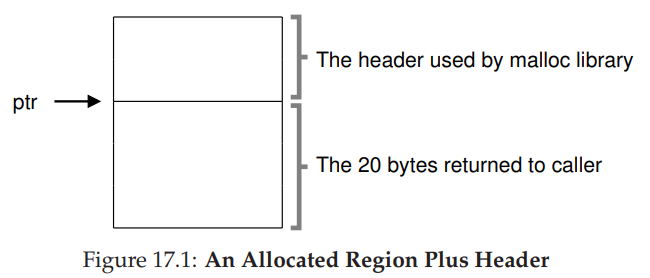 The header used by malloc library
ptr
The 20 bytes returned to caller
Figure 17.1: An Allocated Region Plus Header